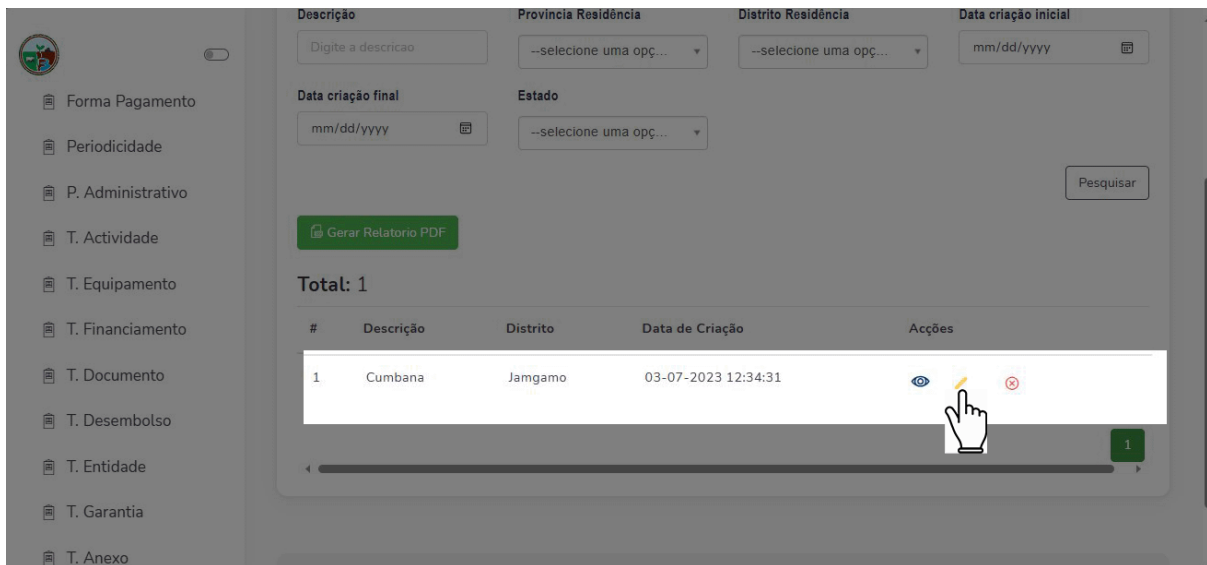 Descrição Provincia Residência Distrito Residência Data criação inicial
Digite a descricao --selecione uma opç... --selecione uma opç... mm/dd/yyyy
Data criação final Estado
mm/dd/yyyy --selecione uma opç...
Pesquisar
Gerar Relatorio PDF
Total: 1
# Descrição Distrito Data de Criação Acções
1 Cumbana Jamgamo 03-07-2023 12:34:31
1
Forma Pagamento
Periodicidade
P. Administrativo
T. Actividade
T. Equipamento
T. Financiamento
T. Documento
T. Desembolso
T. Entidade
T. Garantia
T. Anexo